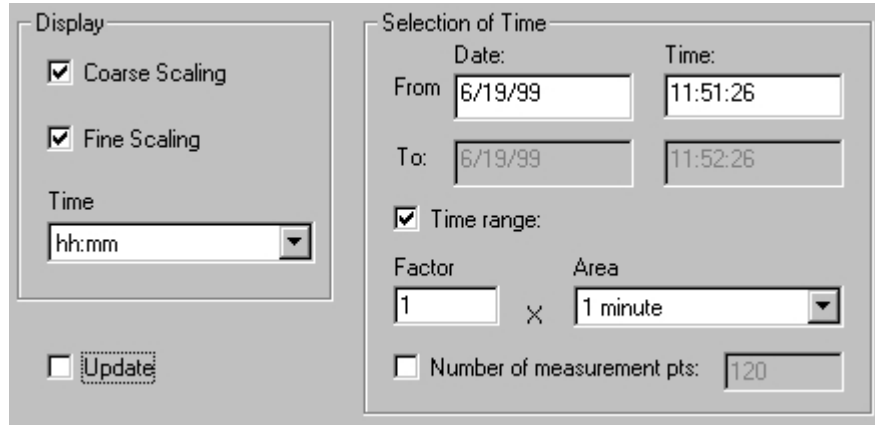 Display
Coarse Scaling
Fine Scaling
Time
hh:mm
Update
Selection of Time
Date: Time:
From 6/19/99 11:51:26
To: 6/19/99 11:52:26
Time range:
Factor Area
1 X 1 minute
Number of measurement pts: 120